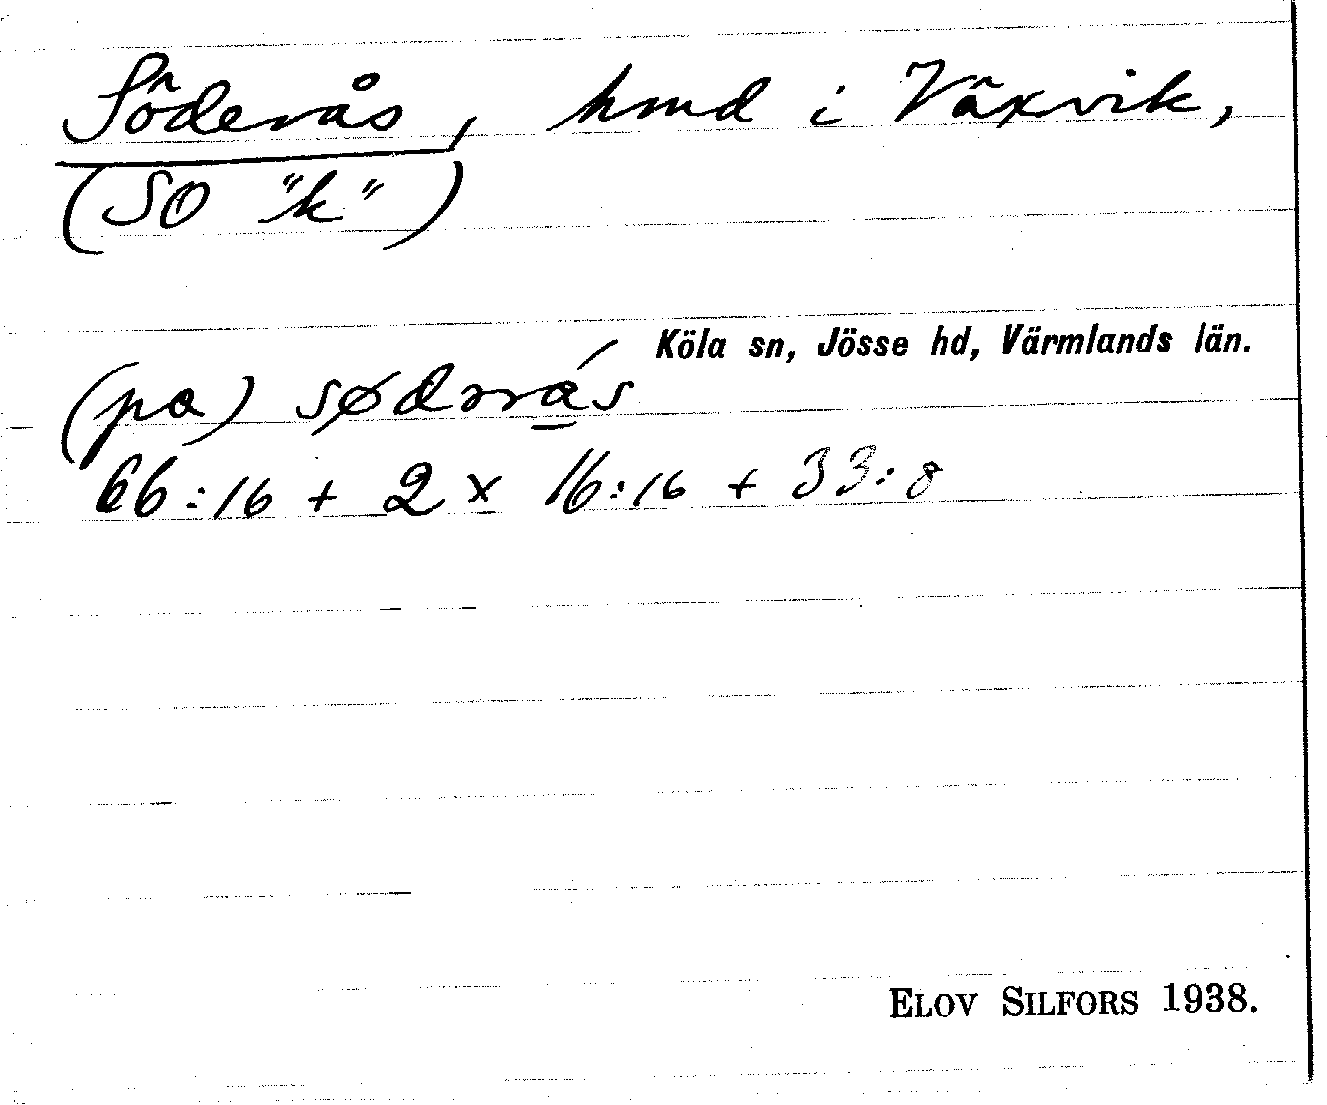 Söderås, hmd i Växvik,
(SO "k")
Köla sn, Jösse hd, Värmlands län.
(pa) sødərás
66:16 + 2 x 16:16 + 33:8
ELOV SILFORS 1938.